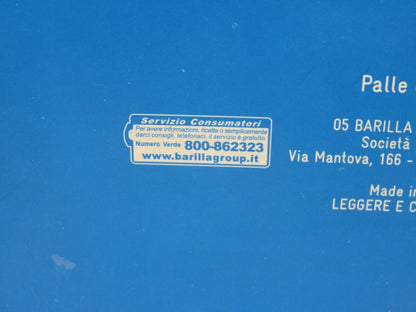 Servizio Consumatori
Per avere informazioni, ricette o semplicemente
darci consigli, telefonaci, il servizio è gratuito.
Numero Verde 800-862323
www.barillagroup.it
Palle
05 BARILLA
Società
Via Mantova, 166 -
Made in
LEGGERE E C